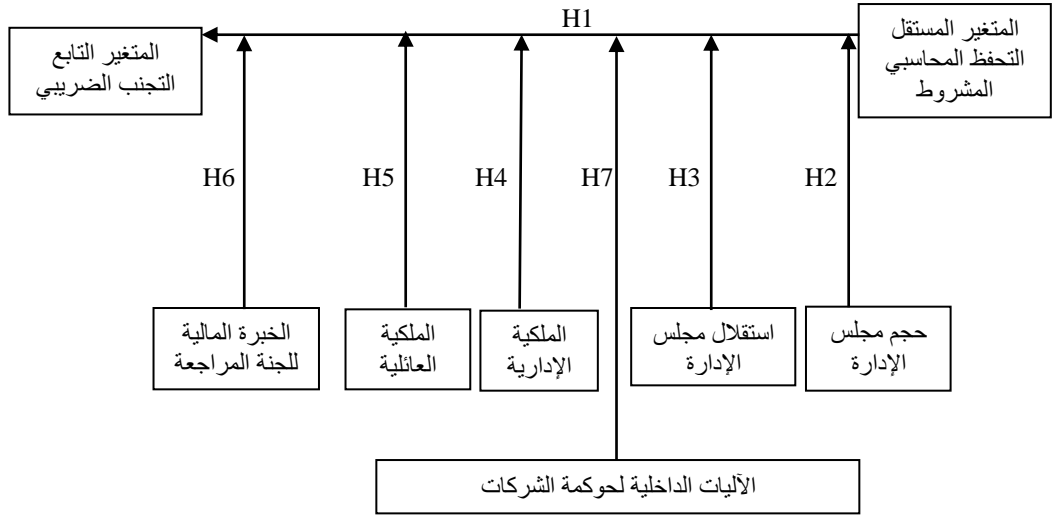 H1
المتغير المستقل
التحفظ المحاسبي
المشروط
المتغير التابع
التجنب الضريبي
H2
H3
H7
H4
H5
H6
حجم مجلس
الإدارة
استقلال مجلس
الإدارة
الملكية
الإدارية
الملكية
العائلية
الخبرة المالية
للجنة المراجعة
الآليات الداخلية لحوكمة الشركات